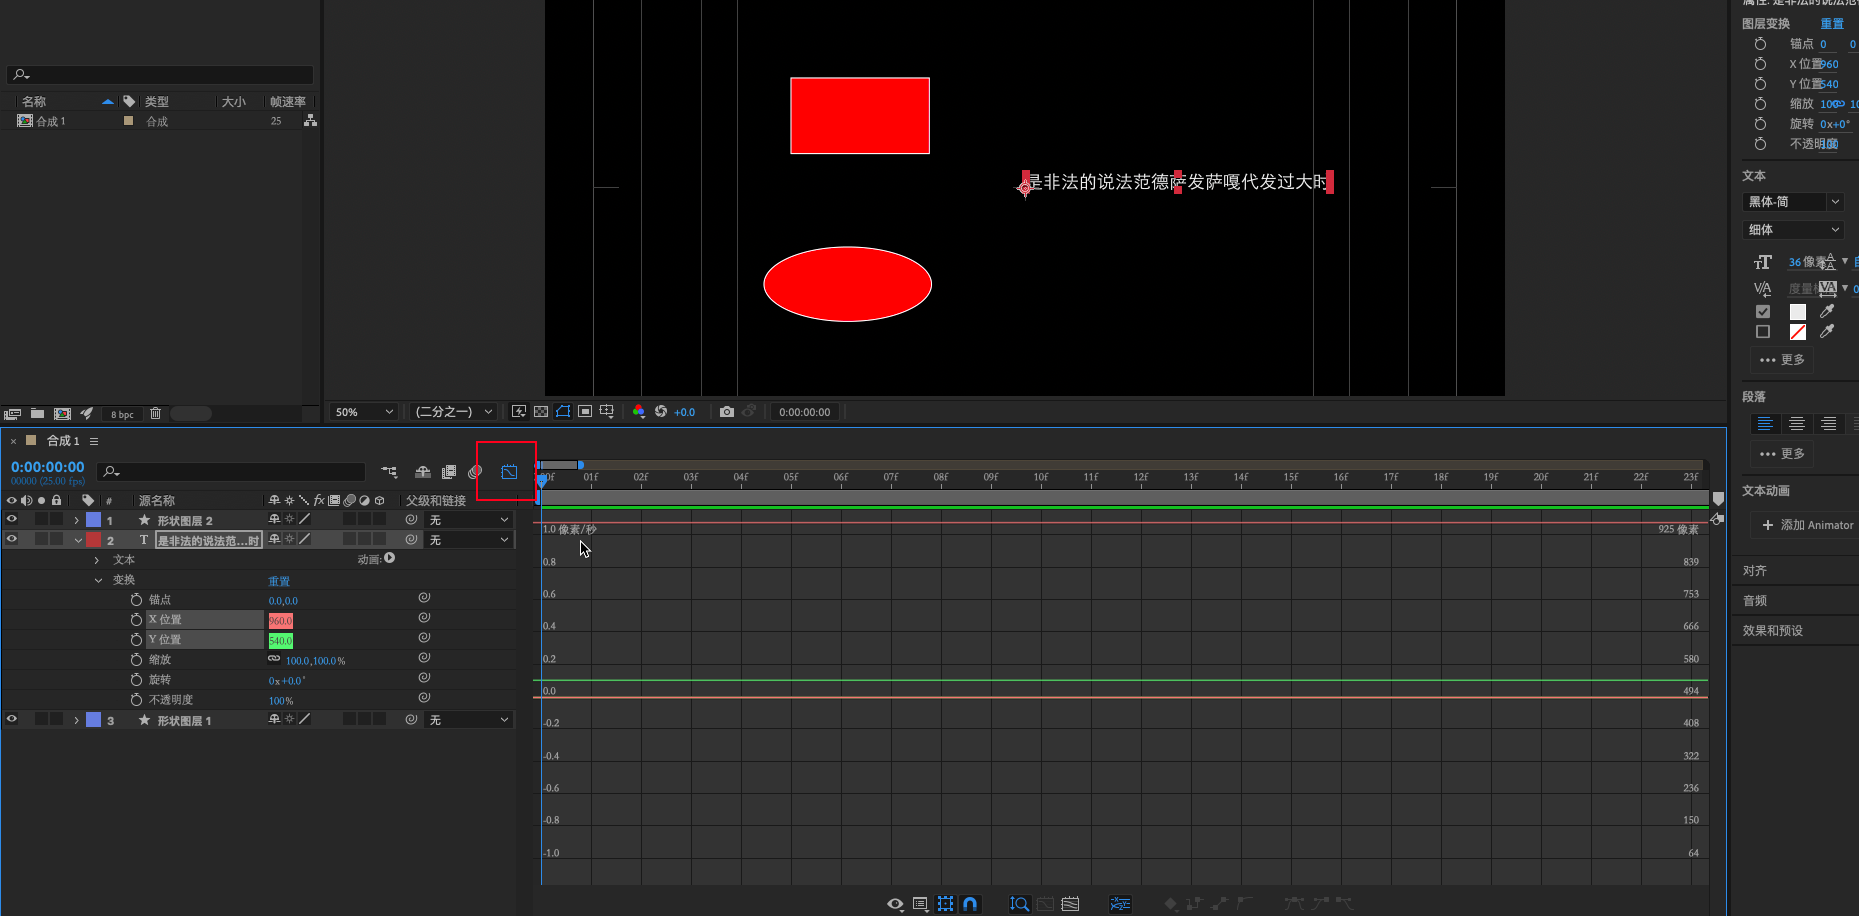 属性: 是非法的说法范
图层变换 重置
锚点 0 0
X 位置 960
Y 位置 540
缩放 100
旋转 0x+0°
不透明度 100
文本
黑体-简
细体
36 像素
度量
更多
段落
更多
文本动画
添加 Animator
对齐
音频
效果和预设
名称 类型 大小 帧速率
合成 1 合成 25
8 bpc
是非法的说法范德萨发萨嘎代发过大时
50% (二分之一) +0.0 0:00:00:00
× 合成 1
0:00:00:00
00000 (25.00 fps)
# 源名称 fx 父级和链接
1 形状图层 2 无
2 T 是非法的说法范...时 无
文本 动画:
变换 重置
锚点 0.0,0.0
X 位置 960.0
Y 位置 540.0
缩放 100.0,100.0%
旋转 0x+0.0°
不透明度 100%
3 形状图层 1 无
00f 01f 02f 03f 04f 05f 06f 07f 08f 09f 10f 11f 12f 13f 14f 15f 16f 17f 18f 19f 20f 21f 22f 23f
1.0 像素/秒 925 像素
0.8 839
0.6 753
0.4 666
0.2 580
0.0 494
-0.2 408
-0.4 322
-0.6 236
-0.8 150
-1.0 64